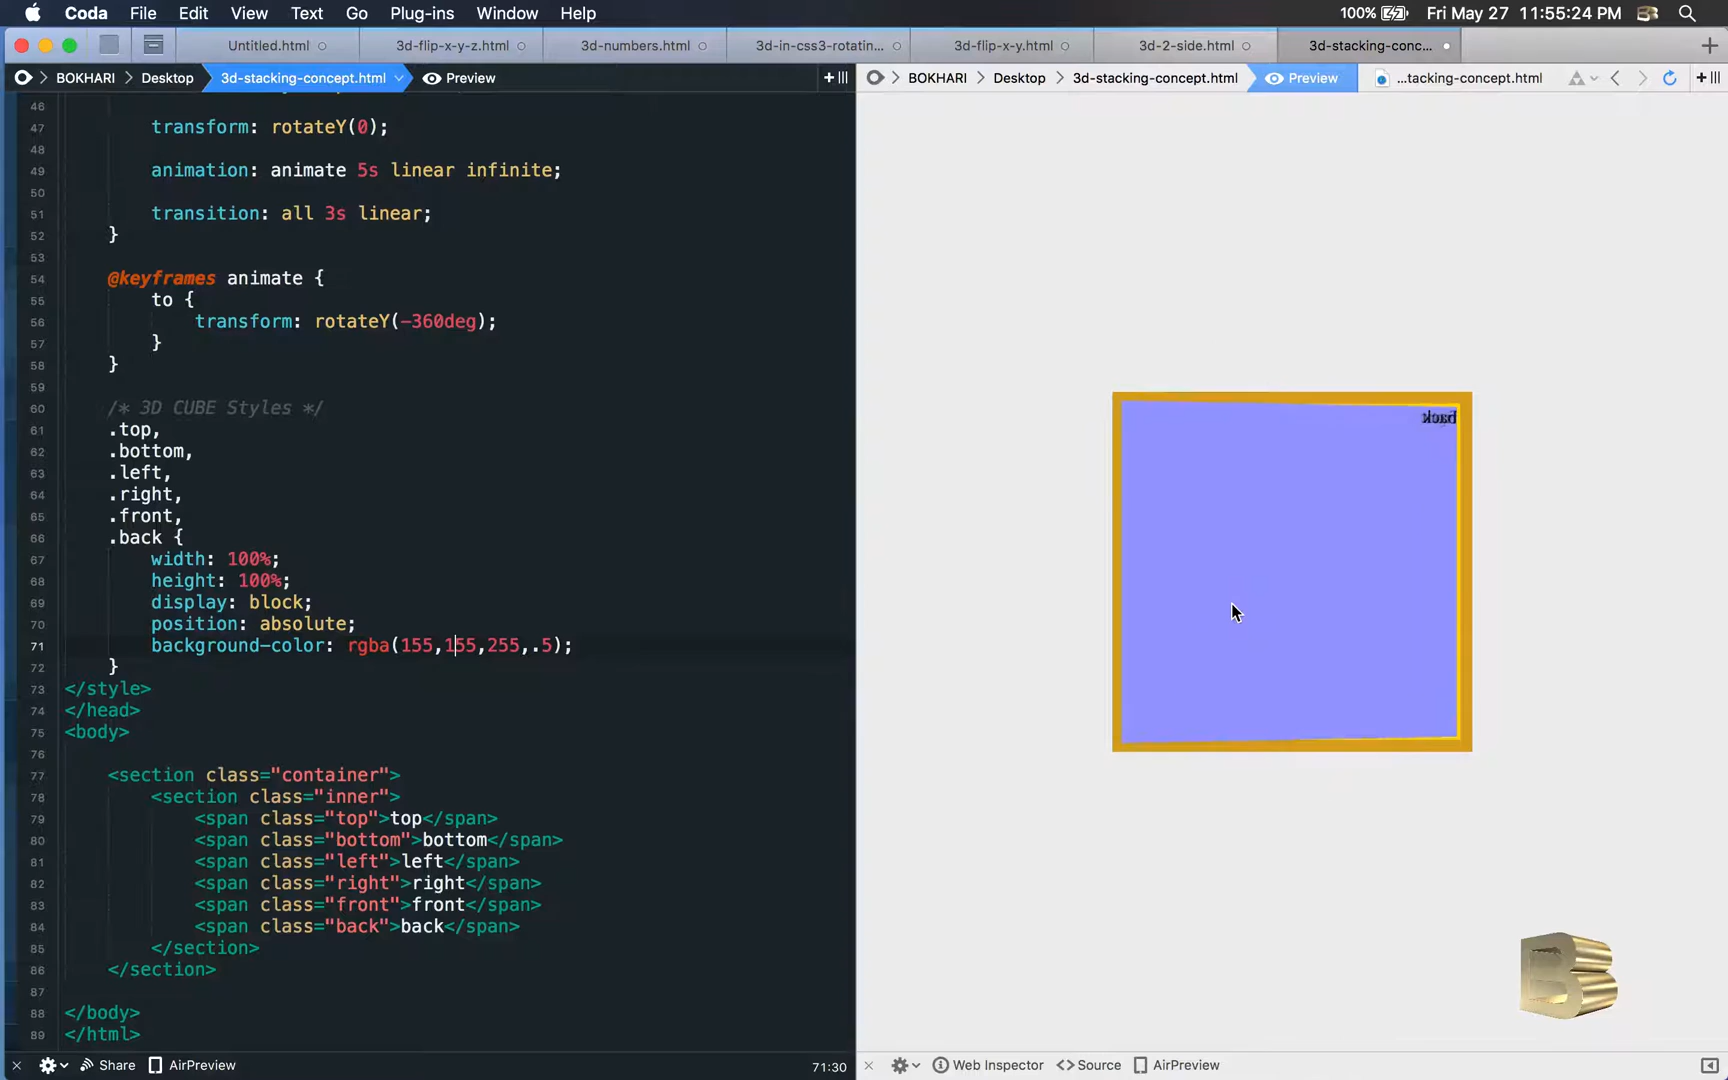 Coda File Edit View Text Go Plug-ins Window Help 100% Fri May 27 11:55:24 PM
Untitled.html 3d-flip-x-y-z.html 3d-numbers.html 3d-in-css3-rotatin... 3d-flip-x-y.html 3d-2-side.html 3d-stacking-conc...
BOKHARI Desktop 3d-stacking-concept.html Preview BOKHARI Desktop 3d-stacking-concept.html Preview ...tacking-concept.html
46
47 transform: rotateY(0);
48
49 animation: animate 5s linear infinite;
50
51 transition: all 3s linear;
52 }
53
54 @keyframes animate {
55 to {
56 transform: rotateY(-360deg);
57 }
58 }
59
60 /* 3D CUBE Styles */
61 .top,
62 .bottom,
63 .left,
64 .right,
65 .front,
66 .back {
67 width: 100%;
68 height: 100%;
69 display: block;
70 position: absolute;
71 background-color: rgba(155,155,255,.5);
72 }
73 </style>
74 </head>
75 <body>
76
77 <section class="container">
78 <section class="inner">
79 <span class="top">top</span>
80 <span class="bottom">bottom</span>
81 <span class="left">left</span>
82 <span class="right">right</span>
83 <span class="front">front</span>
84 <span class="back">back</span>
85 </section>
86 </section>
87
88 </body>
89 </html>
back
B
Share AirPreview 71:30 Web Inspector Source AirPreview